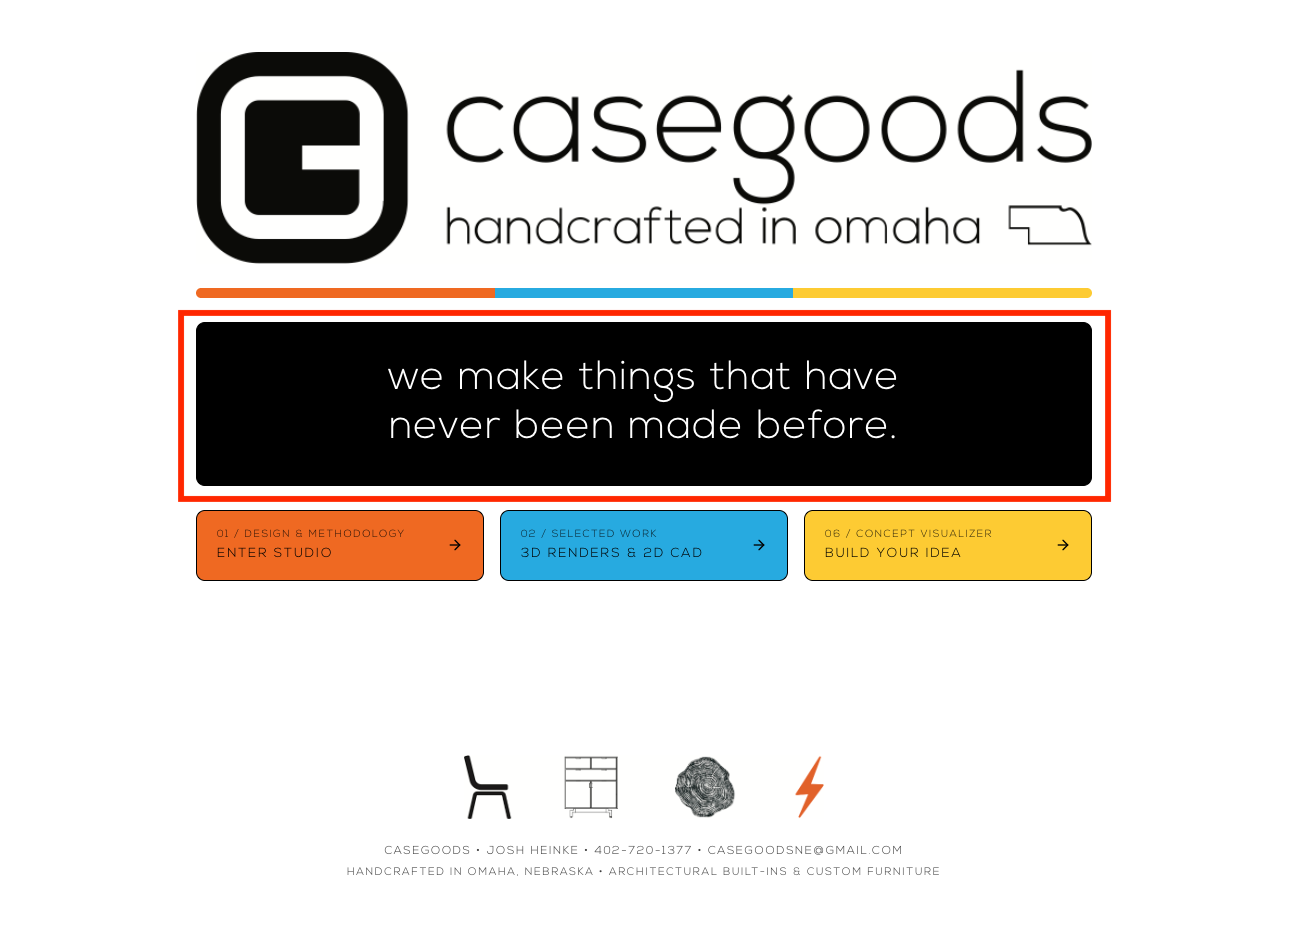 casegoods
handcrafted in omaha
we make things that have
never been made before.
01 / DESIGN & METHODOLOGY
ENTER STUDIO
02 / SELECTED WORK
3D RENDERS & 2D CAD
06 / CONCEPT VISUALIZER
BUILD YOUR IDEA
CASEGOODS • JOSH HEINKE • 402-720-1377 • CASEGOODSNE@GMAIL.COM
HANDCRAFTED IN OMAHA, NEBRASKA • ARCHITECTURAL BUILT-INS & CUSTOM FURNITURE